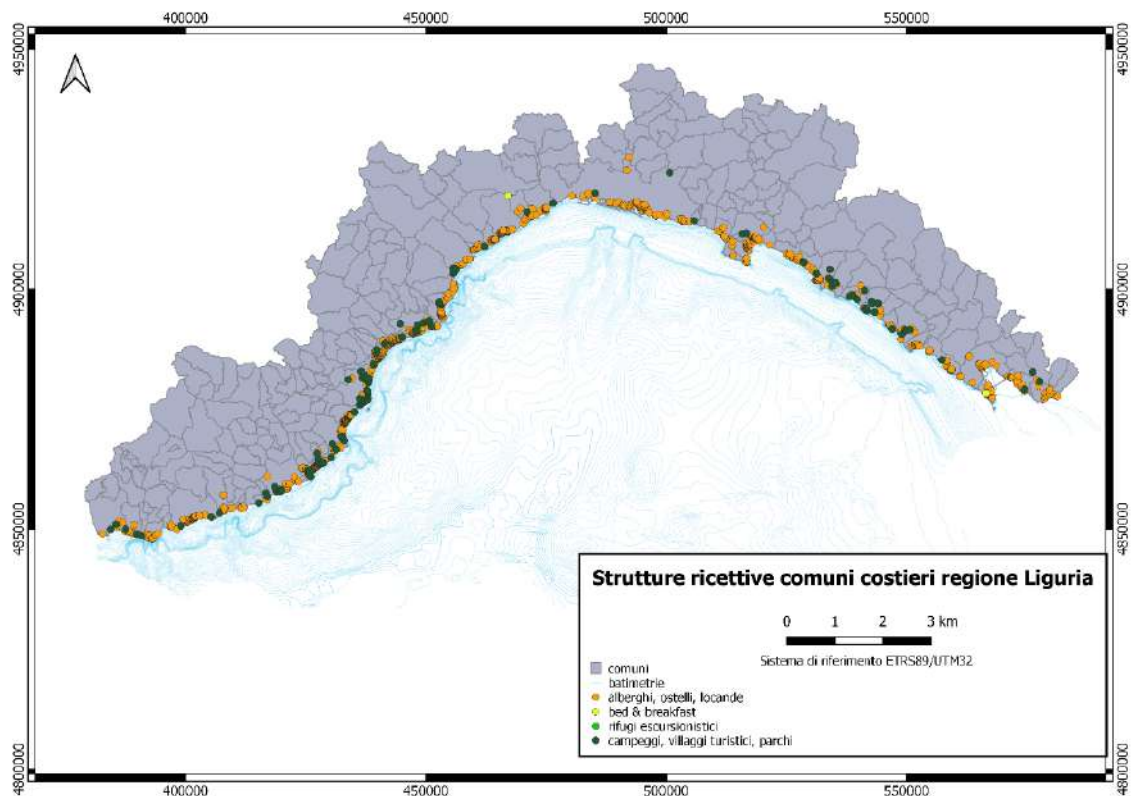 400000 450000 500000 550000
4950000 4950000
4900000 4900000
4850000 4850000
4800000 4800000
Strutture ricettive comuni costieri regione Liguria
0 1 2 3 km
Sistema di riferimento ETRS89/UTM32
comuni
batimetrie
alberghi, ostelli, locande
bed & breakfast
rifugi escursionistici
campeggi, villaggi turistici, parchi
400000 450000 500000 550000